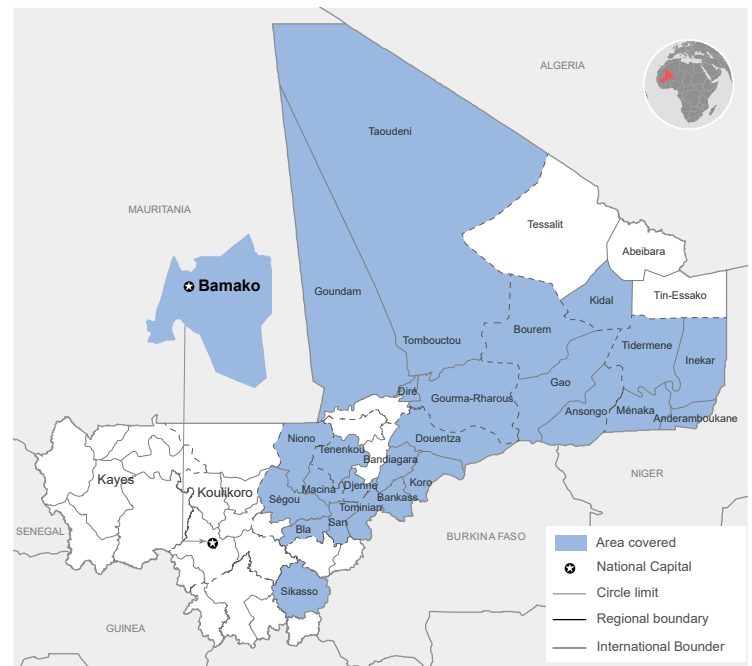 ALGERIA
Taoudeni
MAURITANIA
Tessalit
Abeibara
Bamako
Goundam
Kidal
Tin-Essako
Bourem
Tombouctou
Tidermene
Inekar
Gao
Diré
Gourma-Rharous
Ansongo
Ménaka
Anderamboukane
Niono
Douentza
Ténenkou
Bandiagara
Kayes
Koulikoro
Macina
Djenné
Koro
NIGER
Ségou
Bankass
Tominian
San
Bla
SENEGAL
BURKINA FASO
Sikasso
GUINEA
Area covered
National Capital
Circle limit
Regional boundary
International Bounder